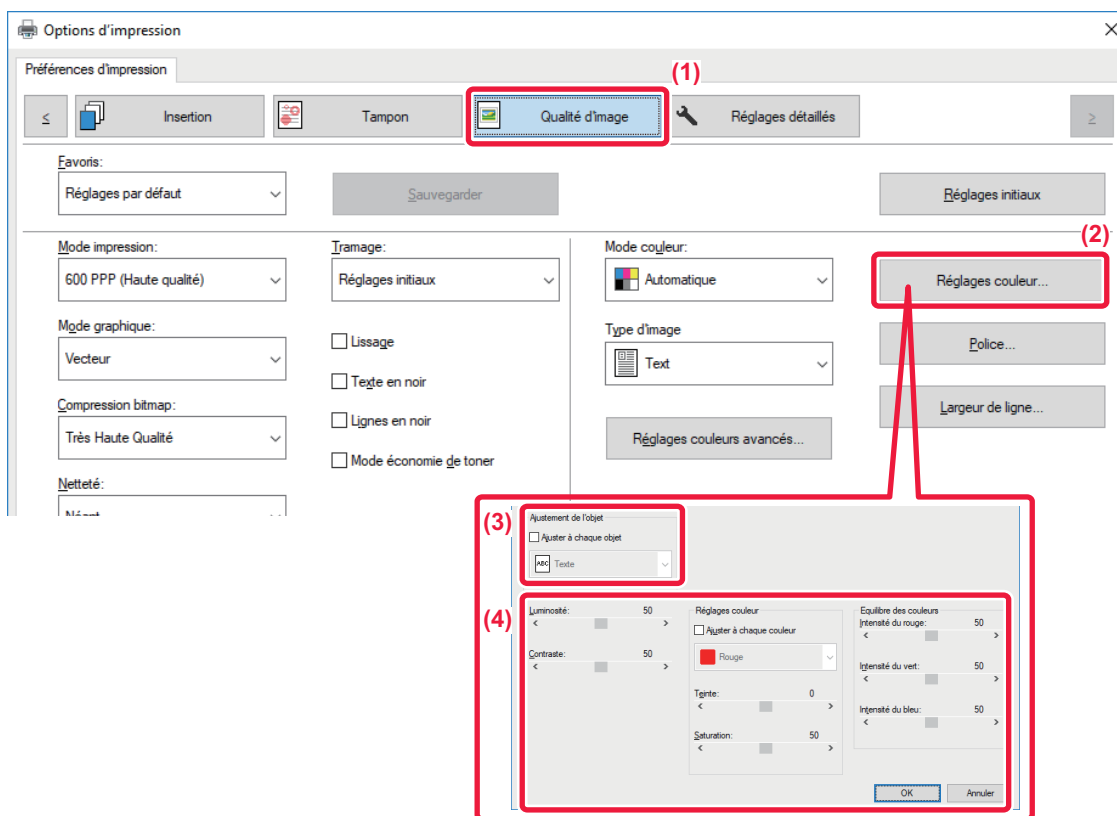 Options d'impression
Préférences d'impression
(1)
<
Insertion
Tampon
Qualité d'image
Réglages détaillés
>
Favoris:
Réglages par défaut
Sauvegarder
Réglages initiaux
(2)
Mode impression:
Tramage:
Mode couleur:
600 PPP (Haute qualité)
Réglages initiaux
Automatique
Réglages couleur...
Mode graphique:
Type d'image
Vecteur
Lissage
Text
Police...
Texte en noir
Compression bitmap:
Lignes en noir
Largeur de ligne...
Très Haute Qualité
Réglages couleurs avancés...
Mode économie de toner
Netteté:
Néant
(3)
Ajustement de l'objet
Ajuster à chaque objet
ABC Texte
(4)
Luminosité: 50
Réglages couleur
Equilibre des couleurs
Intensité du rouge: 50
< >
Ajuster à chaque couleur
< >
Contraste: 50
Rouge
< >
Intensité du vert: 50
< >
Teinte: 0
< >
Intensité du bleu: 50
< >
Saturation: 50
< >
OK
Annuler